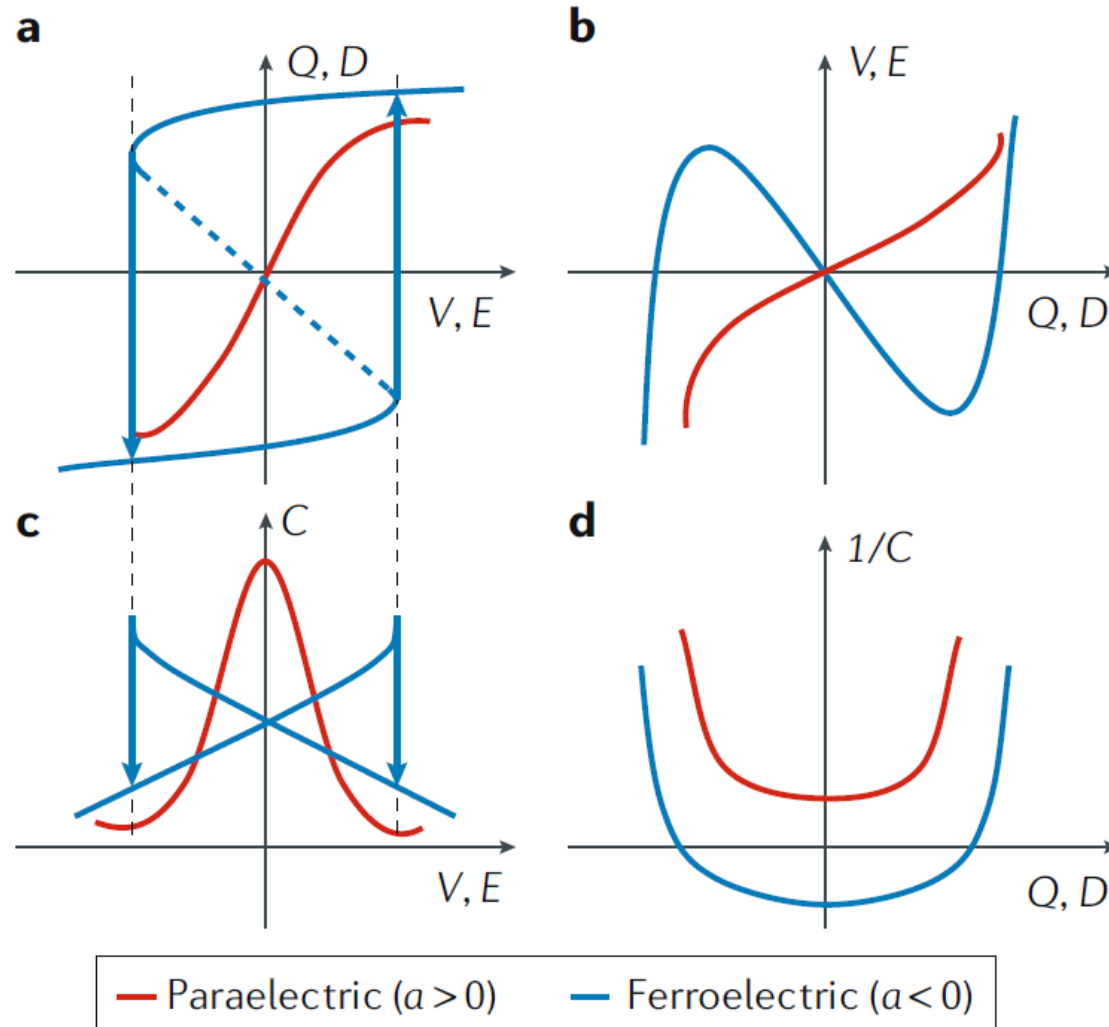 a
Q, D
V, E
b
V, E
Q, D
c
C
V, E
d
1/C
Q, D
Paraelectric (a > 0)
Ferroelectric (a < 0)